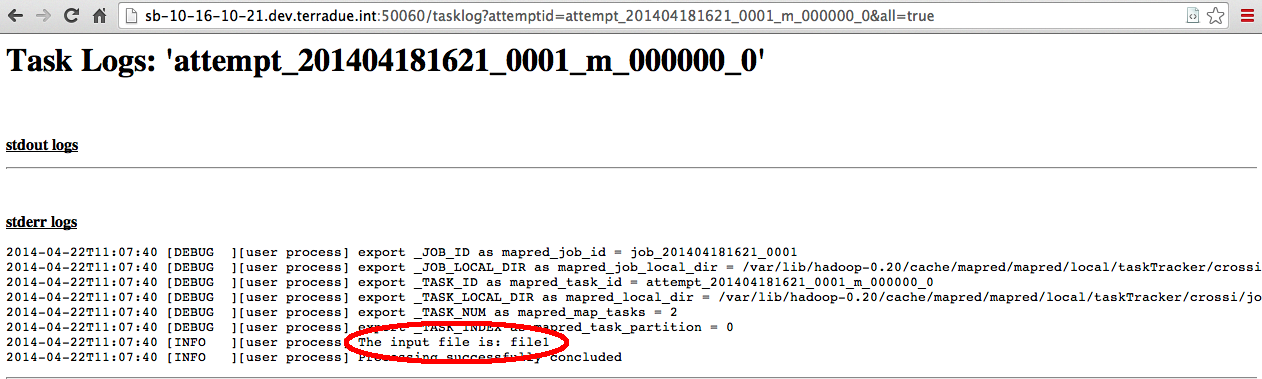 sb-10-16-10-21.dev.terradue.int:50060/tasklog?attemptid=attempt_201404181621_0001_m_000000_0&all=true
Task Logs: 'attempt_201404181621_0001_m_000000_0'
stdout logs
stderr logs
2014-04-22T11:07:40 [DEBUG  ][user process] export _JOB_ID as mapred_job_id = job_201404181621_0001
2014-04-22T11:07:40 [DEBUG  ][user process] export _JOB_LOCAL_DIR as mapred_job_local_dir = /var/lib/hadoop-0.20/cache/mapred/mapred/local/taskTracker/crossi
2014-04-22T11:07:40 [DEBUG  ][user process] export _TASK_ID as mapred_task_id = attempt_201404181621_0001_m_000000_0
2014-04-22T11:07:40 [DEBUG  ][user process] export _TASK_LOCAL_DIR as mapred_local_dir = /var/lib/hadoop-0.20/cache/mapred/mapred/local/taskTracker/crossi/jo
2014-04-22T11:07:40 [DEBUG  ][user process] export _TASK_NUM as mapred_map_tasks = 2
2014-04-22T11:07:40 [DEBUG  ][user process] export _TASK_INDEX as mapred_task_partition = 0
2014-04-22T11:07:40 [INFO   ][user process] The input file is: file1
2014-04-22T11:07:40 [INFO   ][user process] Processing successfully concluded